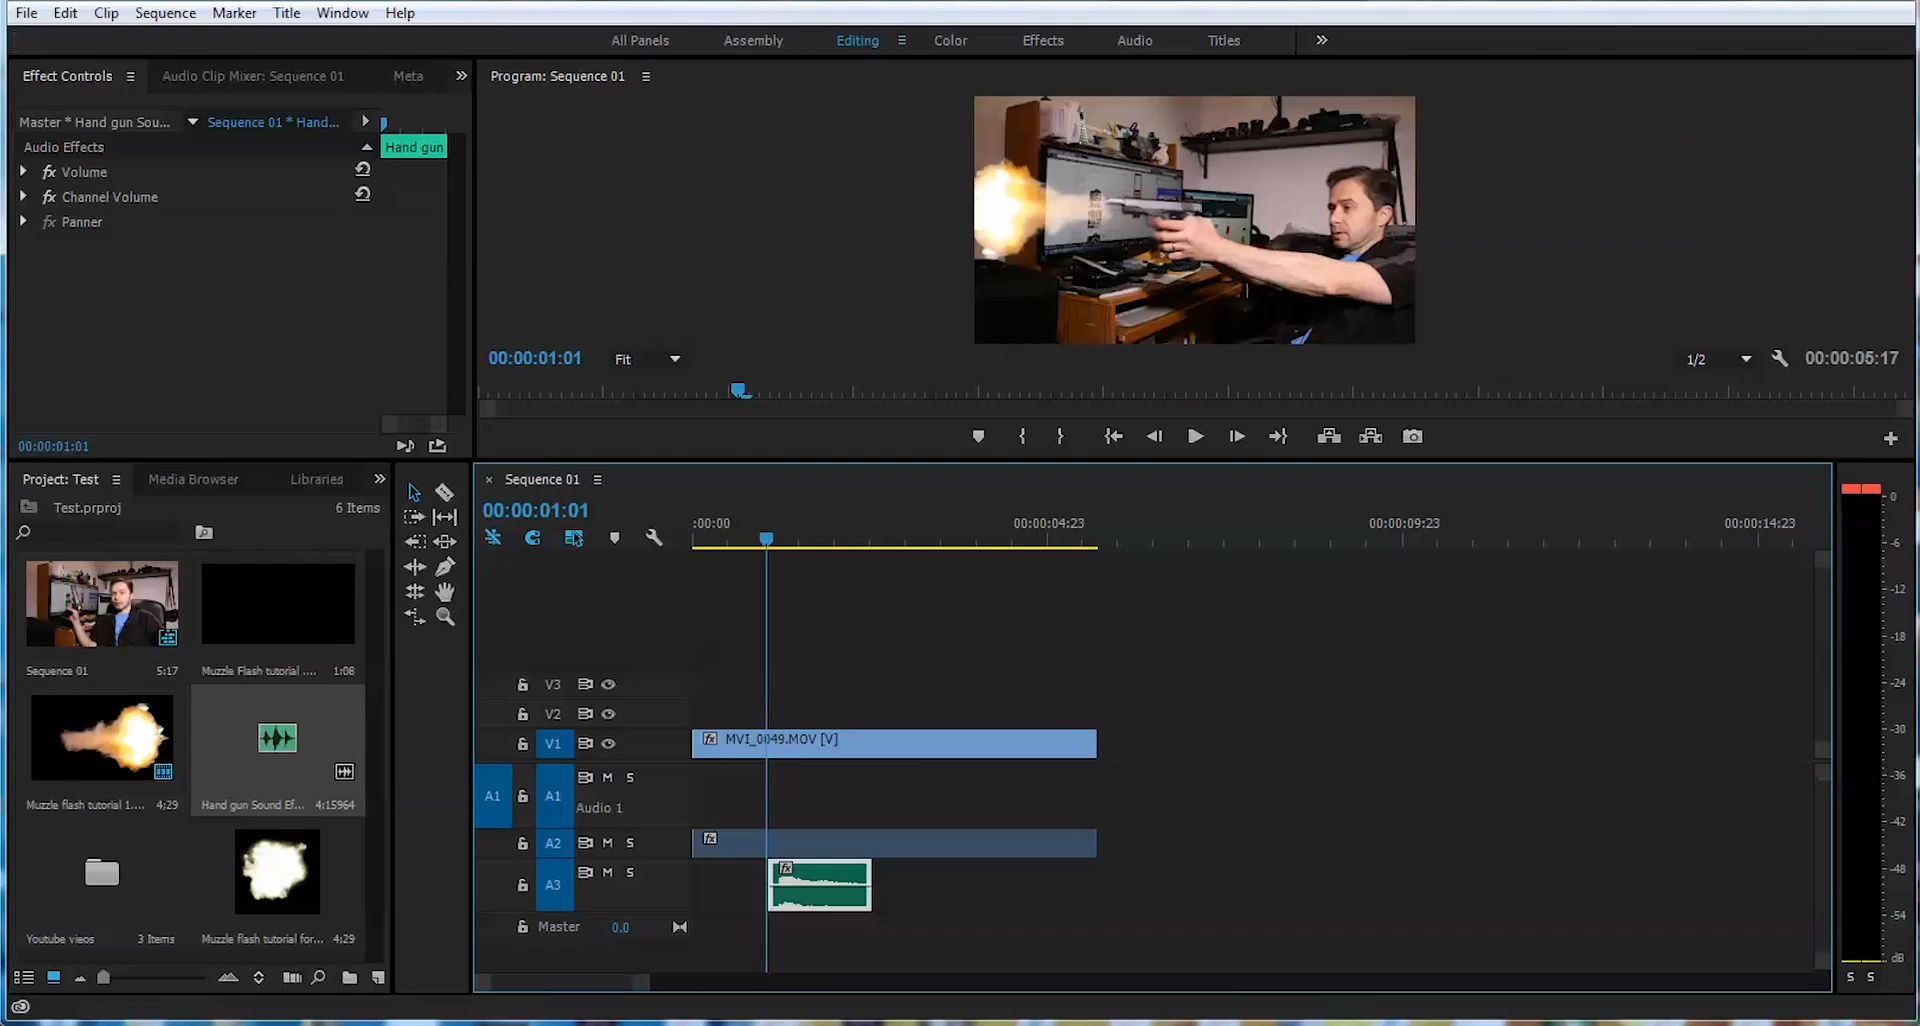 File Edit Clip Sequence Marker Title Window Help
All Panels Assembly Editing Color Effects Audio Titles
Effect Controls Audio Clip Mixer: Sequence 01 Meta
Program: Sequence 01
Master * Hand gun Sou... Sequence 01 * Hand...
Audio Effects Hand gun
fx Volume
fx Channel Volume
fx Panner
00:00:01:01 Fit 1/2 00:00:05:17
00:00:01:01
Project: Test Media Browser Libraries
Test.prproj 6 Items
Sequence 01 5:17
Muzzle Flash tutorial .... 1:08
Muzzle flash tutorial 1.... 4;29
Hand gun Sound Ef... 4:15964
Youtube vieos 3 Items
Muzzle flash tutorial for... 4;29
Sequence 01
00:00:01:01
:00:00 00:00:04:23 00:00:09:23 00:00:14:23
V3
V2
V1 fx MVI_0049.MOV [V]
A1 A1 M S
Audio 1
A2 M S fx
A3 M S fx
Master 0.0
0
-6
-12
-18
-24
-30
-36
-42
-48
-54
dB
S S